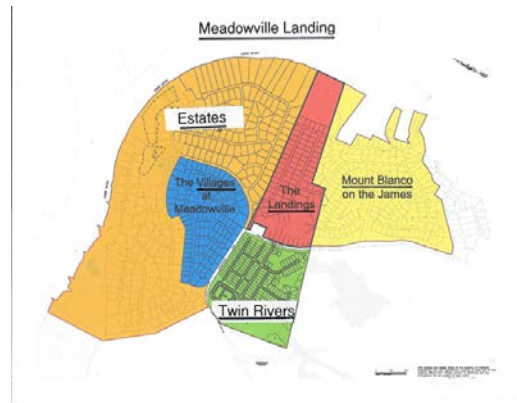 Meadowville Landing
Estates
The Villages
at
Meadowville
The
Landings
Mount Blanco
on the James
Twin Rivers